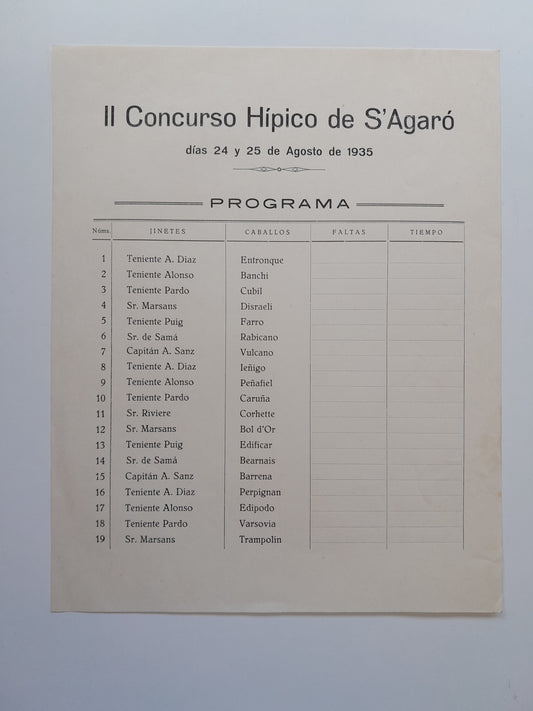 II Concurso Hípico de S'Agaró
días 24 y 25 de Agosto de 1935
PROGRAMA
Núms. JINETES CABALLOS FALTAS TIEMPO
1 Teniente A. Diaz Entronque
2 Teniente Alonso Banchi
3 Teniente Pardo Cubil
4 Sr. Marsans Disraeli
5 Teniente Puig Farro
6 Sr. de Samá Rabicano
7 Capitán A. Sanz Vulcano
8 Teniente A. Diaz Ieñigo
9 Teniente Alonso Peñafiel
10 Teniente Pardo Caruña
11 Sr. Riviere Corhette
12 Sr. Marsans Bol d'Or
13 Teniente Puig Edificar
14 Sr. de Samá Bearnais
15 Capitán A. Sanz Barrena
16 Teniente A. Diaz Perpignan
17 Teniente Alonso Edipodo
18 Teniente Pardo Varsovia
19 Sr. Marsans Trampolin